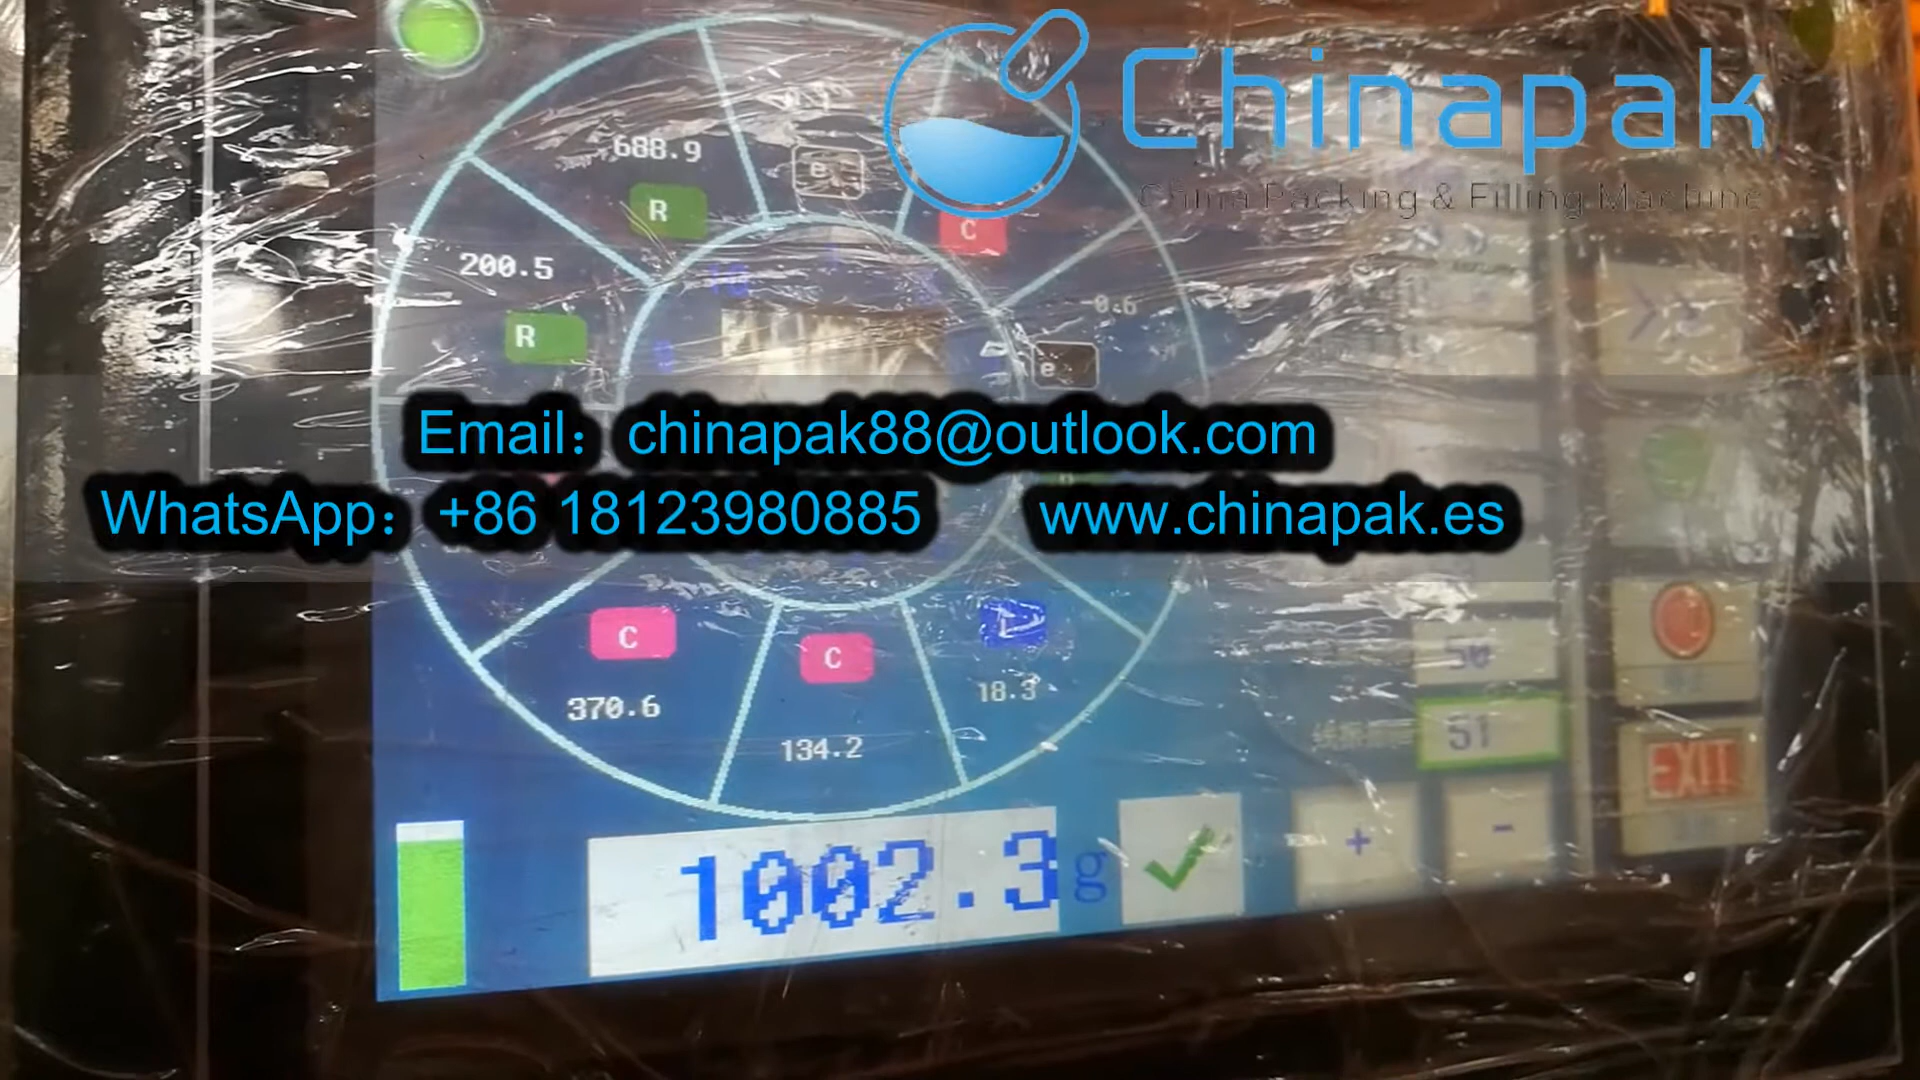 Chinapak
China Packing & Filling Machine
688.9
R
C
200.5
-0.6
R
e
Email：chinapak88@outlook.com
WhatsApp：+86 18123980885 www.chinapak.es
C
C
370.6
18.3
134.2
50
51
EXIT
1002.3 g
+
-